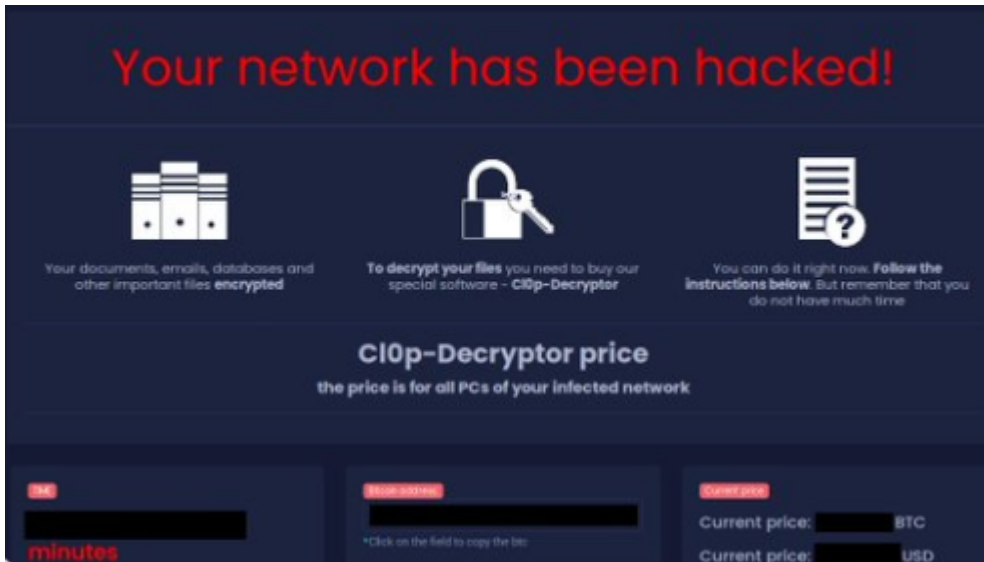 Your network has been hacked!
Your documents, emails, databases and
other important files encrypted
To decrypt your files you need to buy our
special software - Cl0p-Decryptor
You can do it right now. Follow the
instructions below. But remember that you
do not have much time
Cl0p-Decryptor price
the price is for all PCs of your infected network
TIME
minutes
Bitcoin address
*Click on the field to copy the btc
Current price
Current price: BTC
Current price: USD